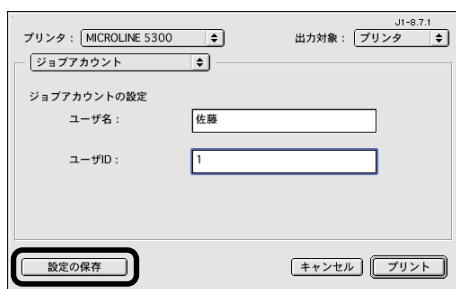 J1-8.7.1
プリンタ： MICROLINE 5300 出力対象： プリンタ
ジョブアカウント
ジョブアカウントの設定
ユーザ名： 佐藤
ユーザID： 1
設定の保存 キャンセル プリント